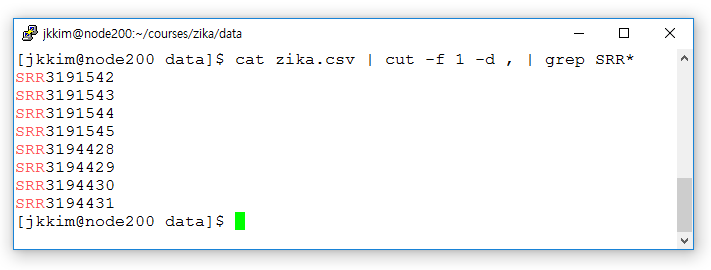 jkkim@node200:~/courses/zika/data
[jkkim@node200 data]$ cat zika.csv | cut -f 1 -d , | grep SRR*
SRR3191542
SRR3191543
SRR3191544
SRR3191545
SRR3194428
SRR3194429
SRR3194430
SRR3194431
[jkkim@node200 data]$